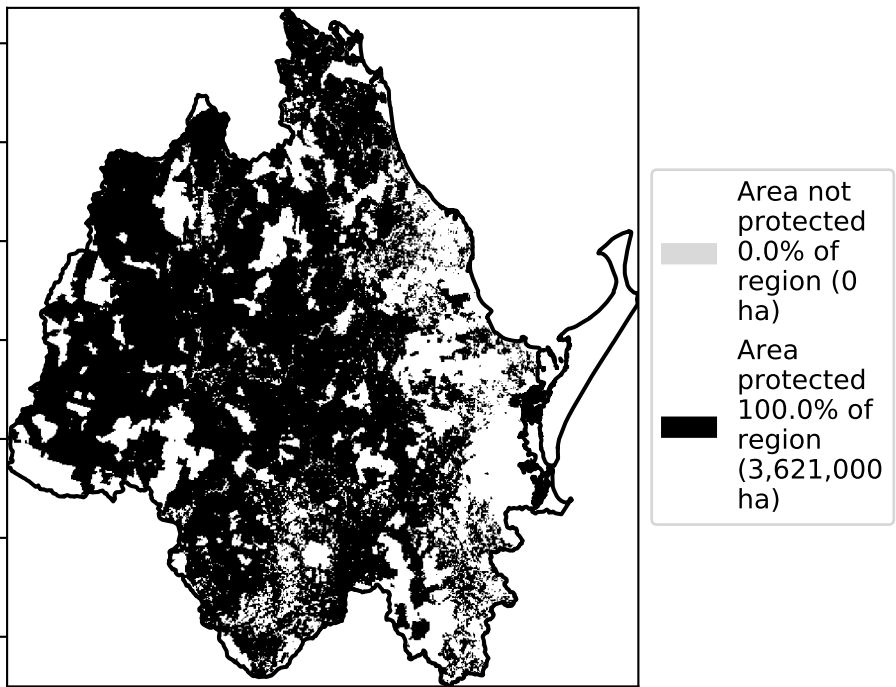 Area not
protected
0.0% of
region (0
ha)
Area
protected
100.0% of
region
(3,621,000
ha)